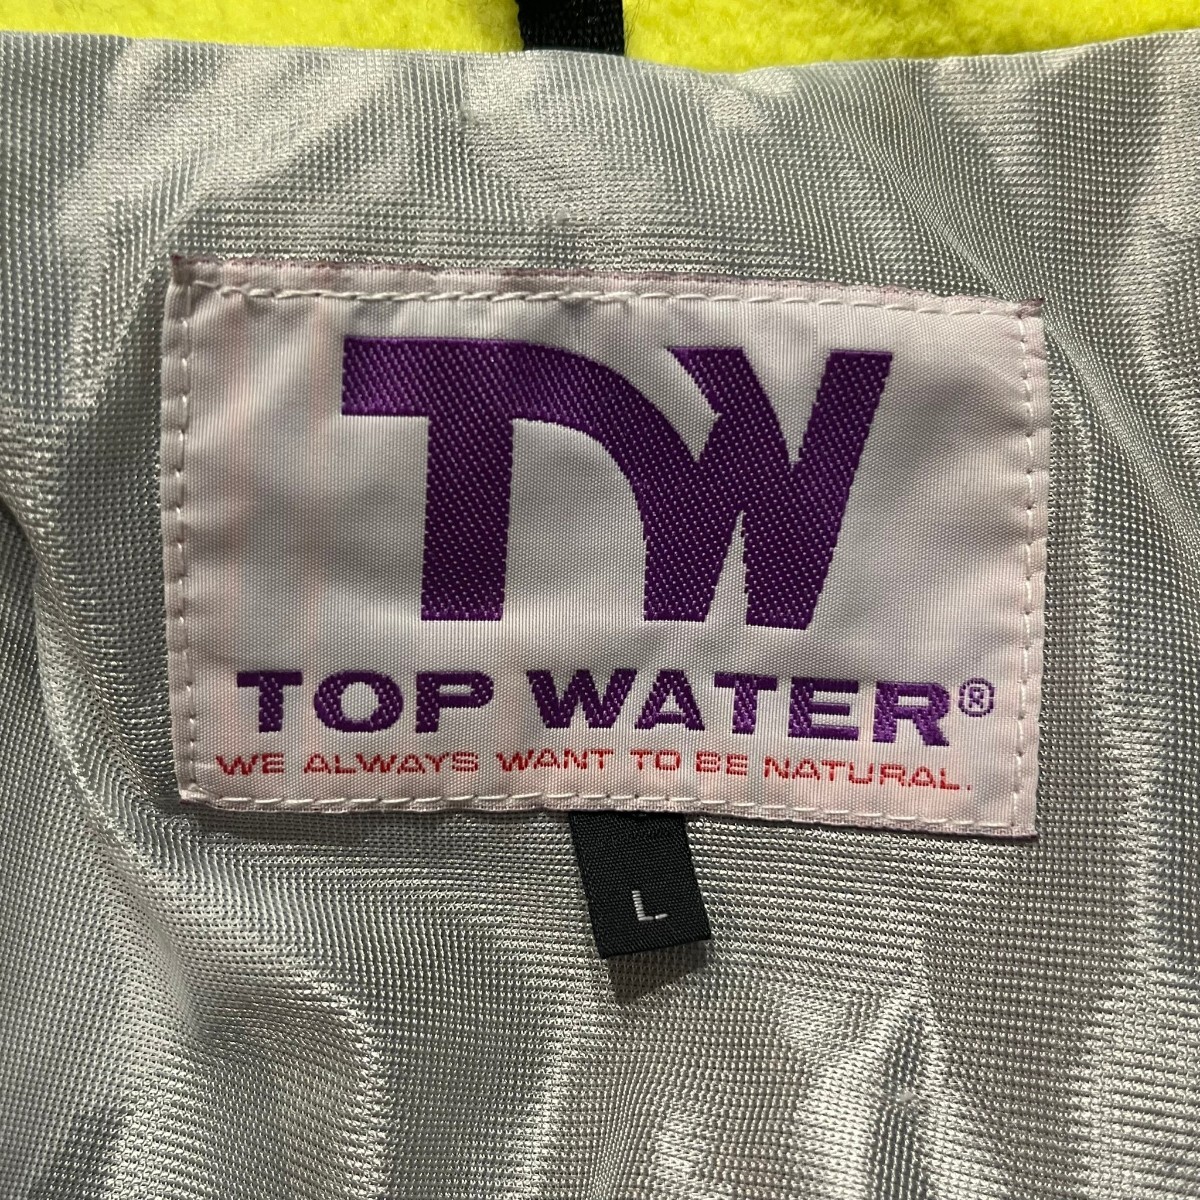 TW
TOP WATER®
WE ALWAYS WANT TO BE NATURAL.
L